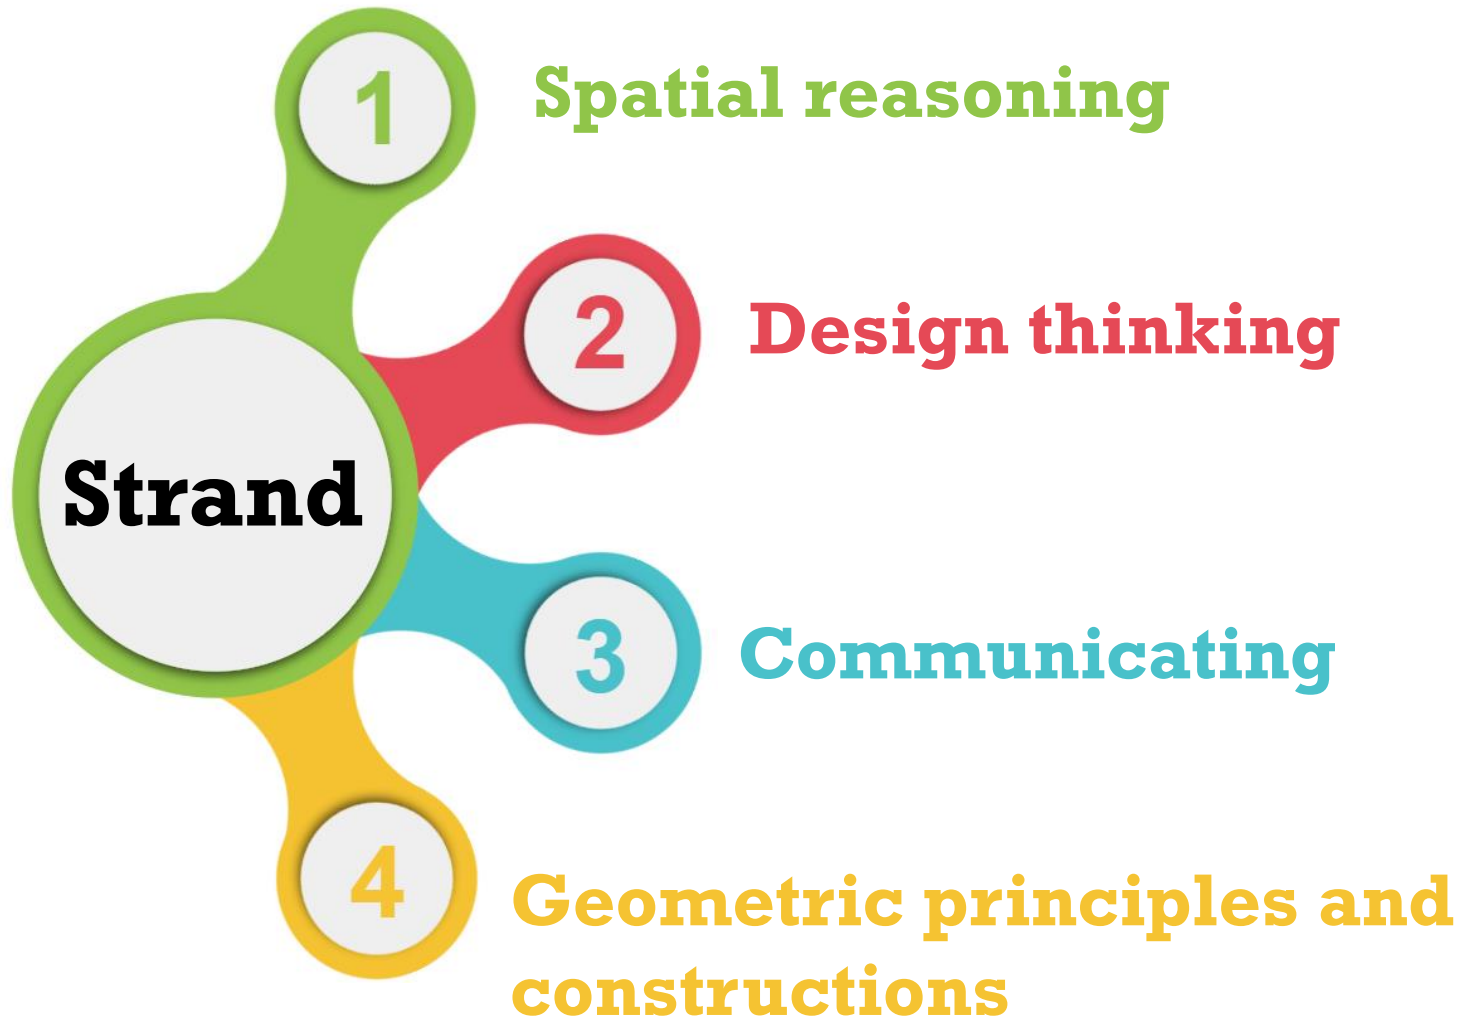 1
Spatial reasoning
2
Design thinking
Strand
3
Communicating
4
Geometric principles and
constructions